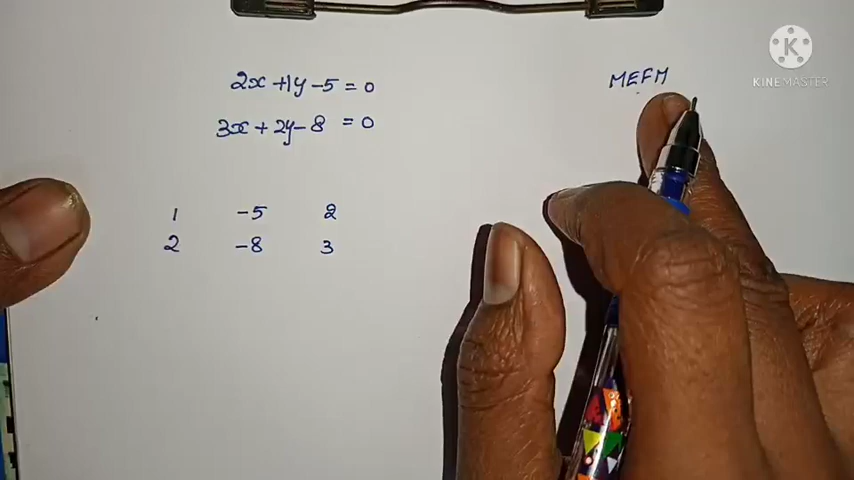 2x + 1y - 5 = 0
3x + 2y - 8 = 0
MEFM
KINEMASTER
1 -5 2
2 -8 3